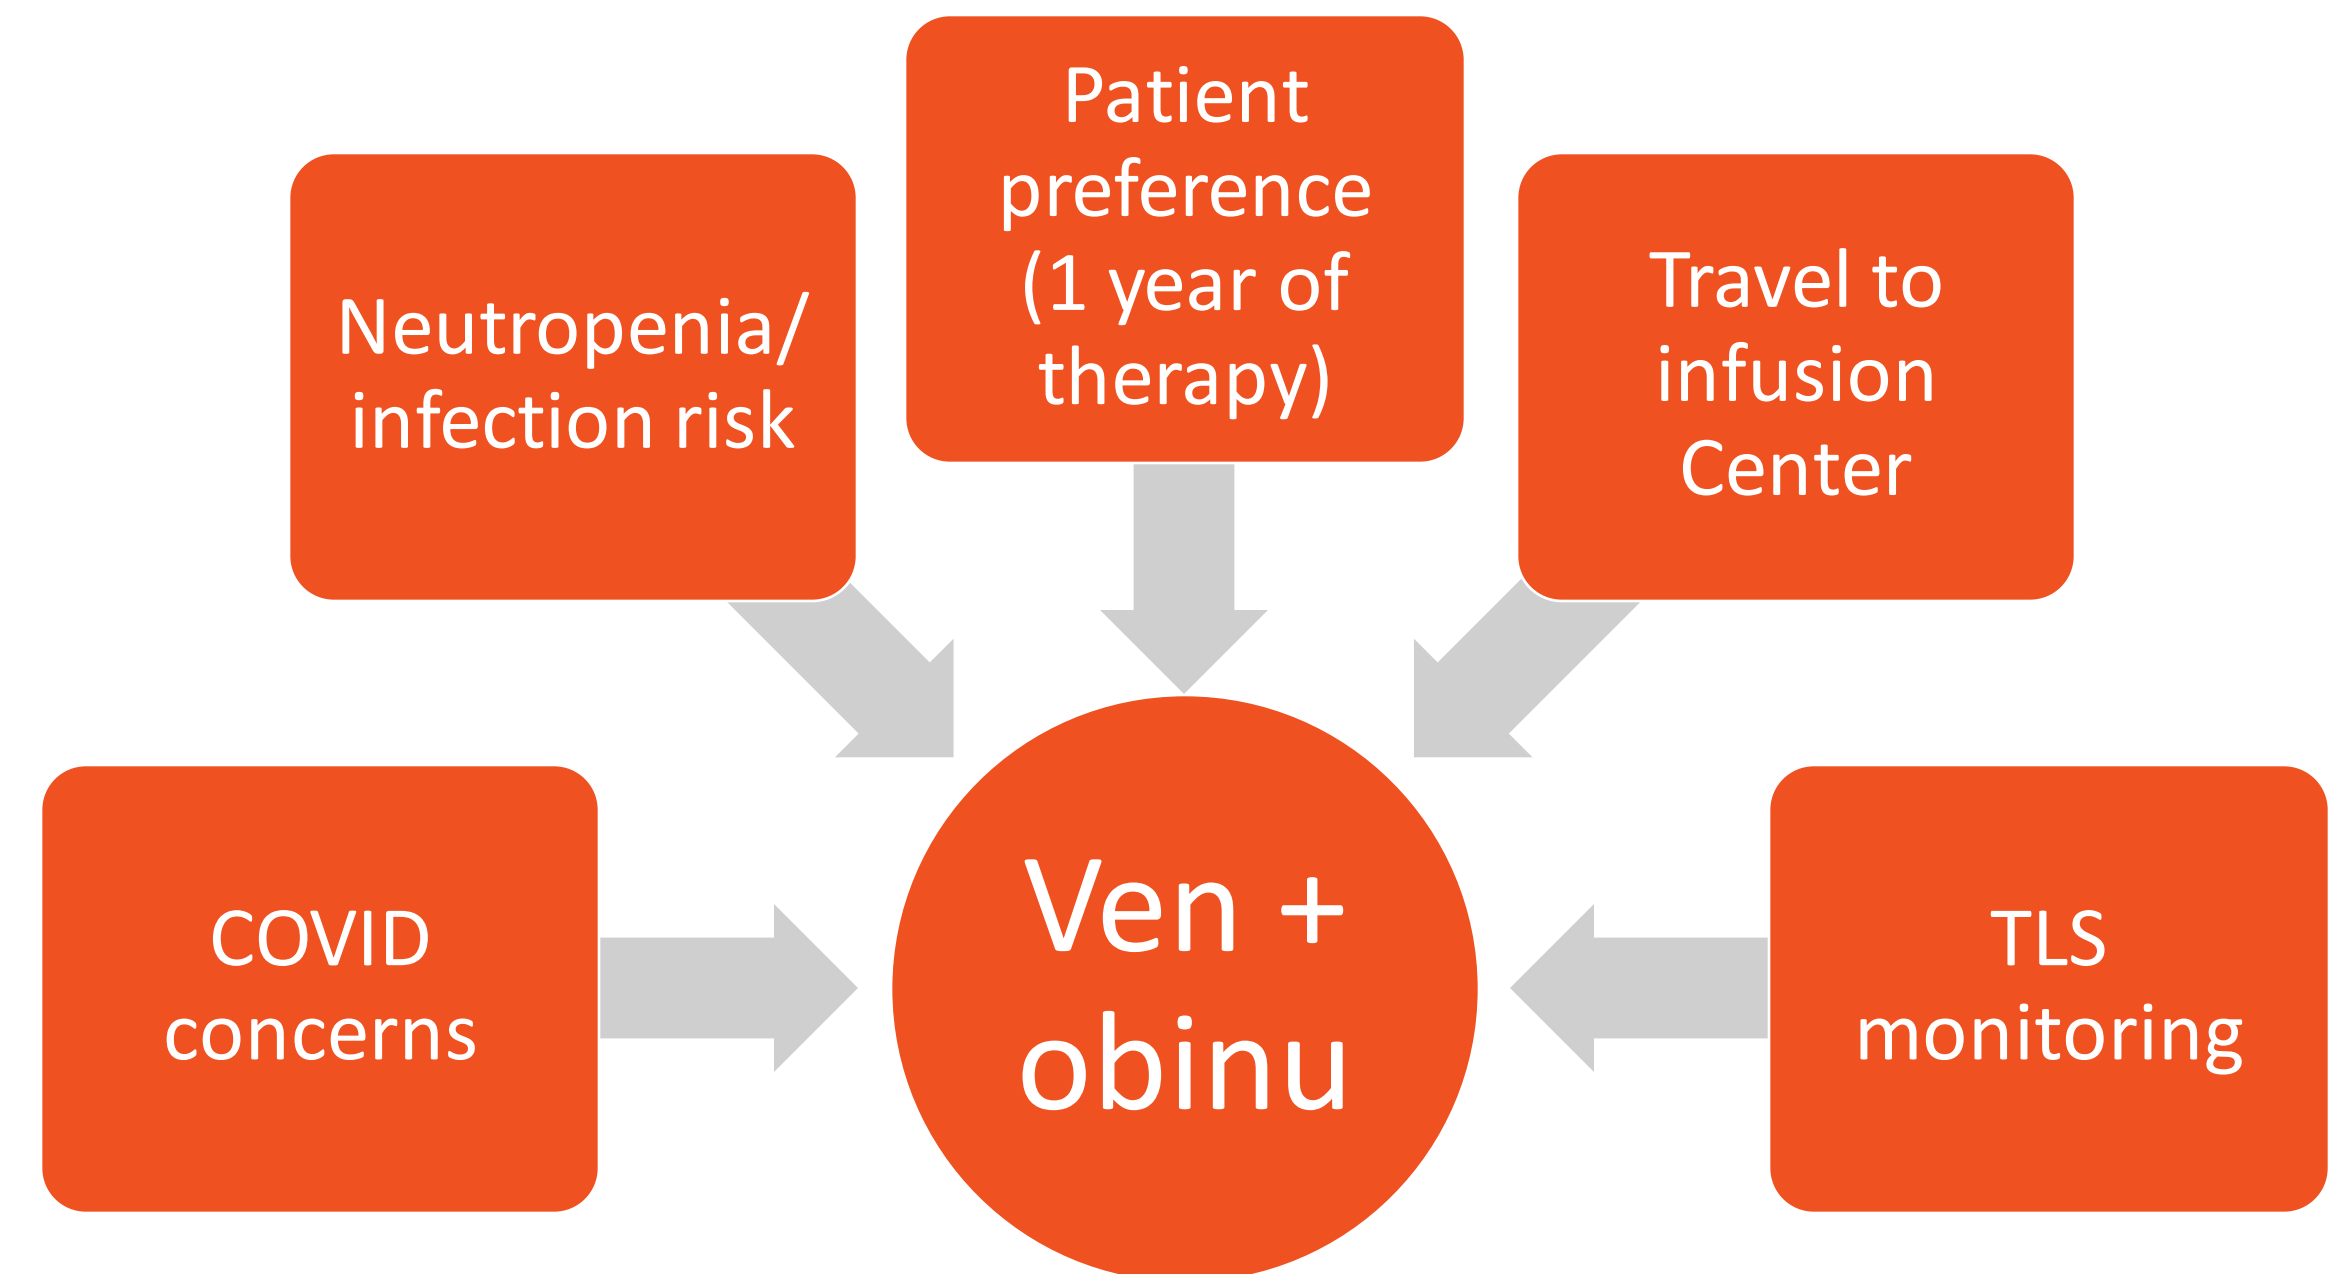 Patient
preference
(1 year of
therapy)
Neutropenia/
infection risk
Travel to
infusion
Center
COVID
concerns
Ven +
obinu
TLS
monitoring